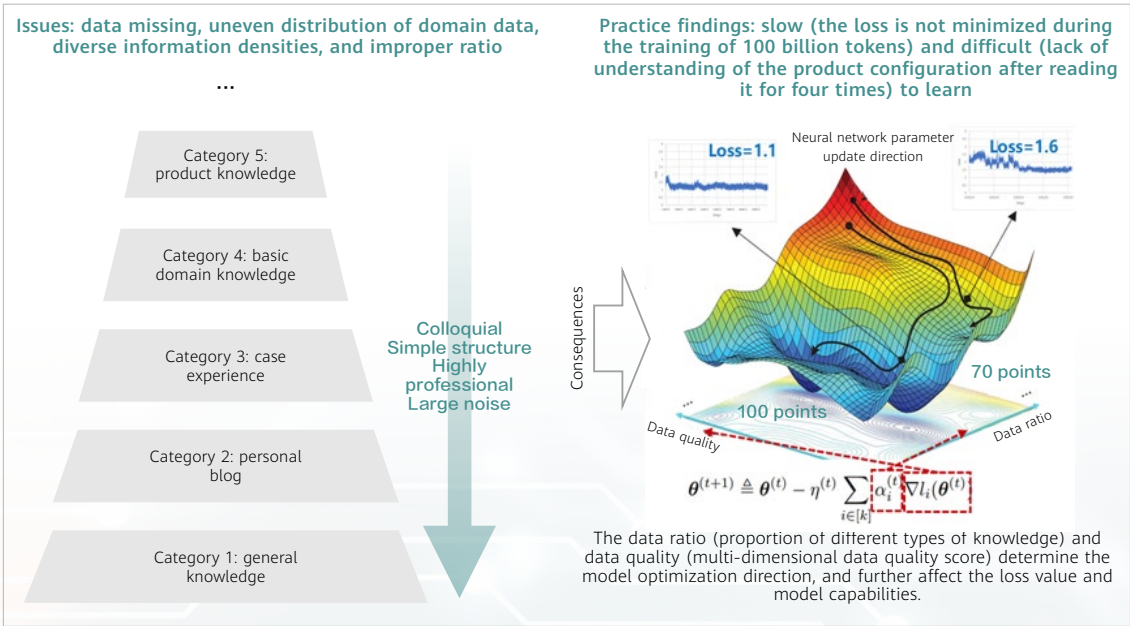 Issues: data missing, uneven distribution of domain data,
diverse information densities, and improper ratio
...
Category 5:
product knowledge
Category 4: basic
domain knowledge
Category 3: case
experience
Category 2: personal
blog
Category 1: general
knowledge
Colloquial
Simple structure
Highly
professional
Large noise
Consequences
Practice findings: slow (the loss is not minimized during
the training of 100 billion tokens) and difficult (lack of
understanding of the product configuration after reading
it for four times) to learn
Loss=1.1
Neural network parameter
update direction
Loss=1.6
70 points
100 points
...
...
Data quality
Data ratio
θ^{(t+1)} ≜ θ^{(t)} − η^{(t)} ∑_{i∈[k]} α_i^{(t)} ∇l_i(θ^{(t)}
The data ratio (proportion of different types of knowledge) and
data quality (multi-dimensional data quality score) determine the
model optimization direction, and further affect the loss value and
model capabilities.